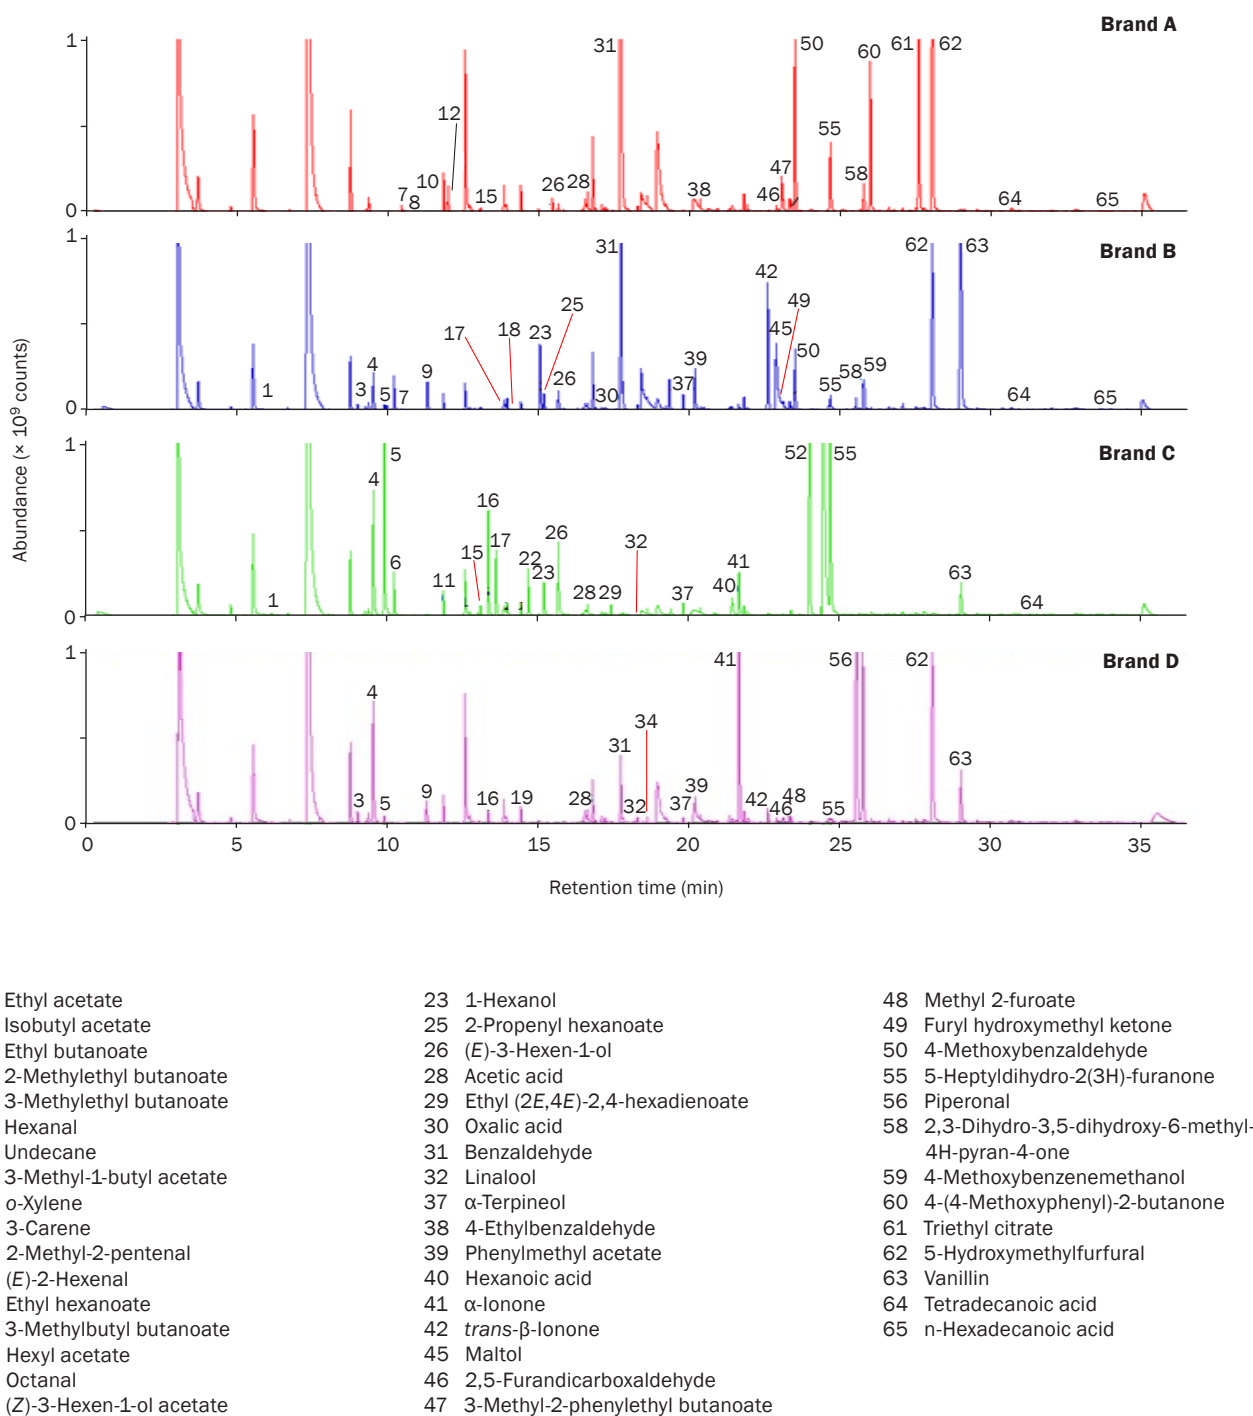 Brand A
1
0
31
50
60
61
62
12
55
7
8
10
15
26
28
38
46
47
58
64
65
Brand B
1
0
31
62
63
42
49
25
17
18
23
45
50
1
3
4
5
7
9
26
30
37
39
55
58
59
64
65
Abundance (× 10⁹ counts)
Brand C
1
0
5
52
55
4
16
26
6
15
17
32
22
23
41
1
11
28
29
37
40
63
64
Brand D
1
0
41
56
62
4
34
31
63
3
5
9
16
19
28
32
37
39
42
46
48
55
0 5 10 15 20 25 30 35
Retention time (min)
Ethyl acetate
Isobutyl acetate
Ethyl butanoate
2-Methylethyl butanoate
3-Methylethyl butanoate
Hexanal
Undecane
3-Methyl-1-butyl acetate
o-Xylene
3-Carene
2-Methyl-2-pentenal
(E)-2-Hexenal
Ethyl hexanoate
3-Methylbutyl butanoate
Hexyl acetate
Octanal
(Z)-3-Hexen-1-ol acetate
23 1-Hexanol
25 2-Propenyl hexanoate
26 (E)-3-Hexen-1-ol
28 Acetic acid
29 Ethyl (2E,4E)-2,4-hexadienoate
30 Oxalic acid
31 Benzaldehyde
32 Linalool
37 α-Terpineol
38 4-Ethylbenzaldehyde
39 Phenylmethyl acetate
40 Hexanoic acid
41 α-Ionone
42 trans-β-Ionone
45 Maltol
46 2,5-Furandicarboxaldehyde
47 3-Methyl-2-phenylethyl butanoate
48 Methyl 2-furoate
49 Furyl hydroxymethyl ketone
50 4-Methoxybenzaldehyde
55 5-Heptyldihydro-2(3H)-furanone
56 Piperonal
58 2,3-Dihydro-3,5-dihydroxy-6-methyl-
4H-pyran-4-one
59 4-Methoxybenzenemethanol
60 4-(4-Methoxyphenyl)-2-butanone
61 Triethyl citrate
62 5-Hydroxymethylfurfural
63 Vanillin
64 Tetradecanoic acid
65 n-Hexadecanoic acid